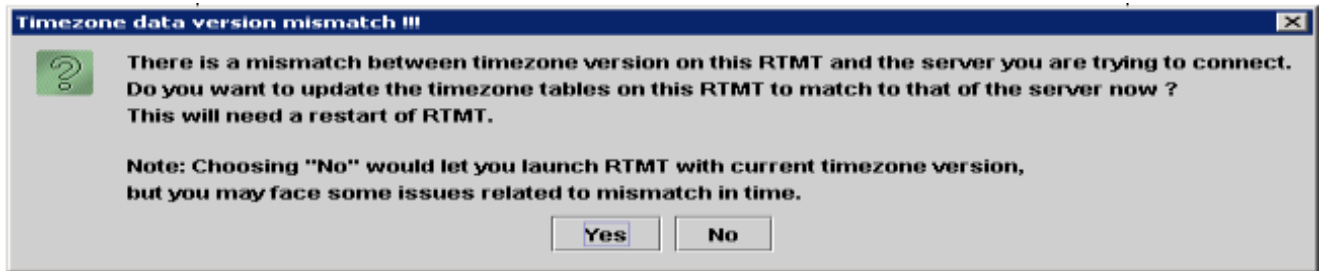 Timezone data version mismatch !!!
There is a mismatch between timezone version on this RTMT and the server you are trying to connect.
Do you want to update the timezone tables on this RTMT to match to that of the server now ?
This will need a restart of RTMT.
Note: Choosing "No" would let you launch RTMT with current timezone version,
but you may face some issues related to mismatch in time.
Yes No